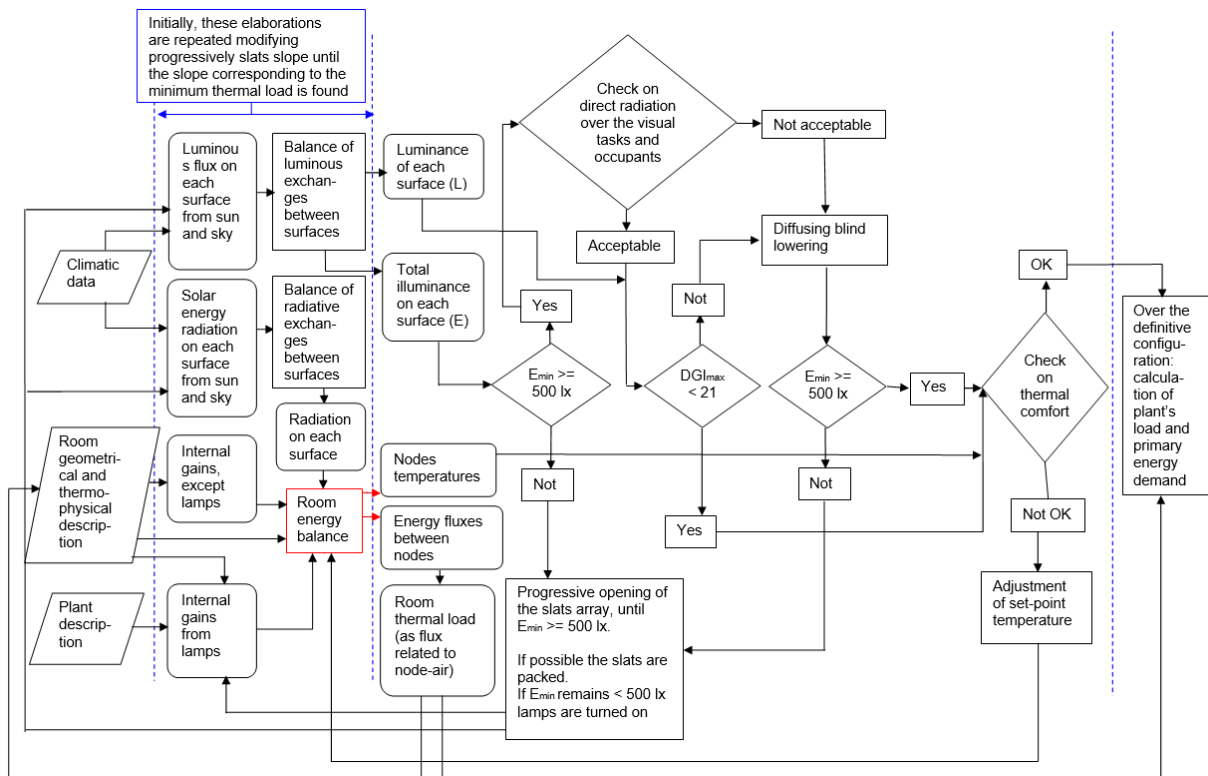 Initially, these elaborations
are repeated modifying
progressively slats slope until
the slope corresponding to the
minimum thermal load is found
Luminou
s flux on
each
surface
from sun
and sky
Balance of
luminous
exchan-
ges
between
surfaces
Luminance
of each
surface (L)
Check on
direct radiation
over the visual
tasks and
occupants
Not acceptable
Acceptable
Diffusing blind
lowering
Climatic
data
Total
illuminance
on each
surface (E)
Yes
Not
OK
Solar
energy
radiation
on each
surface
from sun
and sky
Balance of
radiative
exchan-
ges
between
surfaces
Emin >=
500 lx
DGImax
< 21
Emin >=
500 lx
Yes
Check
on
thermal
comfort
Over the
definitive
configu-
ration:
calcula-
tion of
plant's
load and
primary
energy
demand
Radiation
on each
surface
Room
geometri-
cal and
thermo-
physical
descrip-
tion
Internal
gains,
except
lamps
Nodes
temperatures
Not
Not
Room
energy
balance
Energy fluxes
between
nodes
Yes
Not OK
Plant
descrip-
tion
Internal
gains
from
lamps
Room
thermal load
(as flux
related to
node-air)
Progressive opening of
the slats array, until
Emin >= 500 lx.
If possible the slats are
packed.
If Emin remains < 500 lx
lamps are turned on
Adjustment
of set-point
temperature